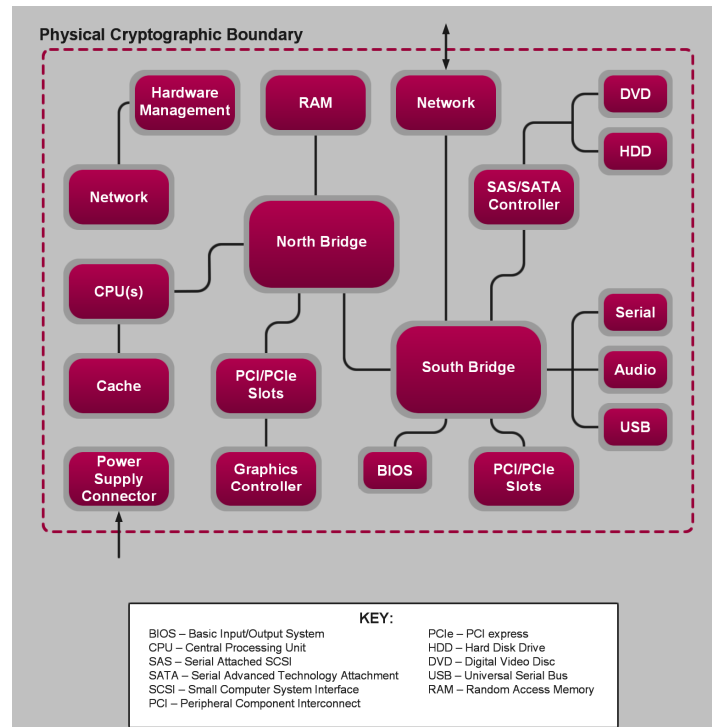 Physical Cryptographic Boundary
Hardware
Management
RAM
Network
DVD
HDD
Network
SAS/SATA
Controller
North Bridge
CPU(s)
Serial
Cache
PCI/PCIe
Slots
South Bridge
Audio
USB
Power
Supply
Connector
Graphics
Controller
BIOS
PCI/PCIe
Slots
KEY:
BIOS – Basic Input/Output System
CPU – Central Processing Unit
SAS – Serial Attached SCSI
SATA – Serial Advanced Technology Attachment
SCSI – Small Computer System Interface
PCI – Peripheral Component Interconnect
PCIe – PCI express
HDD – Hard Disk Drive
DVD – Digital Video Disc
USB – Universal Serial Bus
RAM – Random Access Memory